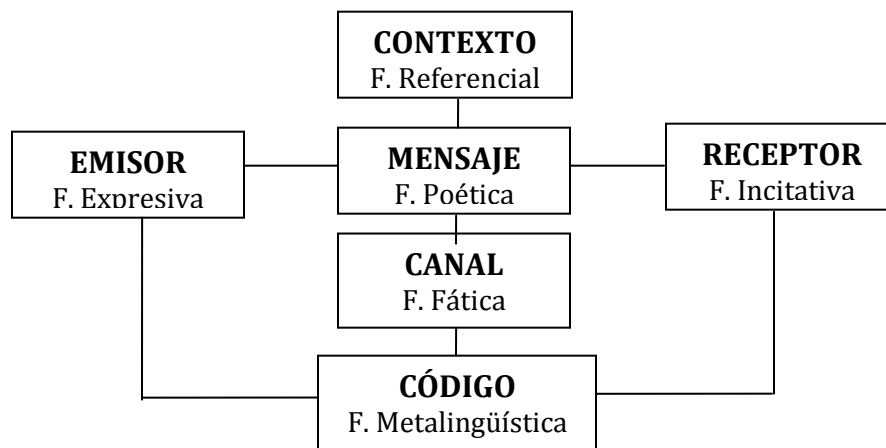 CONTEXTO
F. Referencial
EMISOR
F. Expresiva
MENSAJE
F. Poética
RECEPTOR
F. Incitativa
CANAL
F. Fática
CÓDIGO
F. Metalingüística